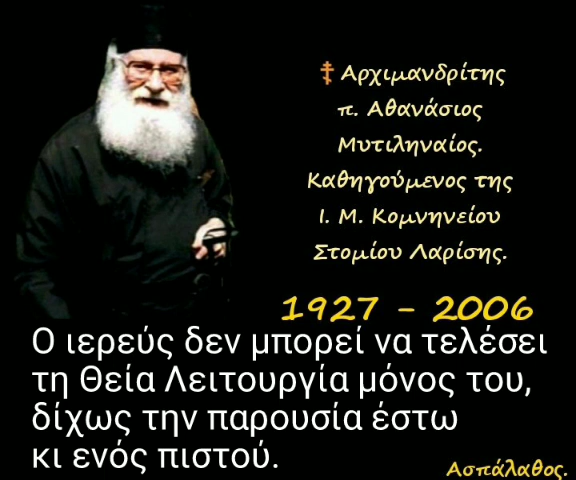 ‡ Αρχιμανδρίτης
π. Αθανάσιος
Μυτιληναίος.
Καθηγούμενος της
Ι. Μ. Κομνηνείου
Στομίου Λαρίσης.
1927 - 2006
Ο ιερεύς δεν μπορεί να τελέσει
τη Θεία Λειτουργία μόνος του,
δίχως την παρουσία έστω
κι ενός πιστού.
Ασπάλαθος.